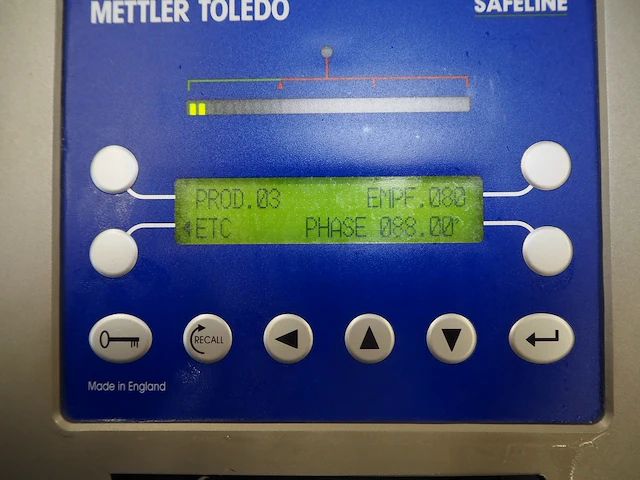 METTLER TOLEDO SAFELINE
PROD.03 EMPF.080
ETC PHASE 088.00°
RECALL
Made in England